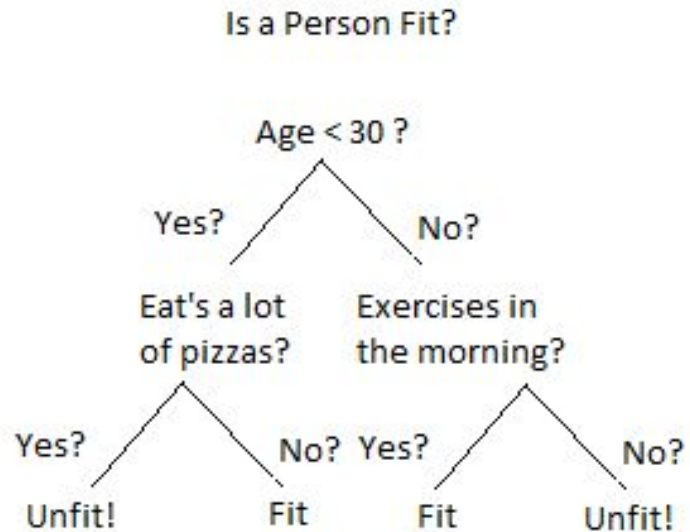 Is a Person Fit?
Age < 30 ?
Yes?
No?
Eat's a lot
of pizzas?
Exercises in
the morning?
Yes?
No?
Yes?
No?
Unfit!
Fit
Fit
Unfit!